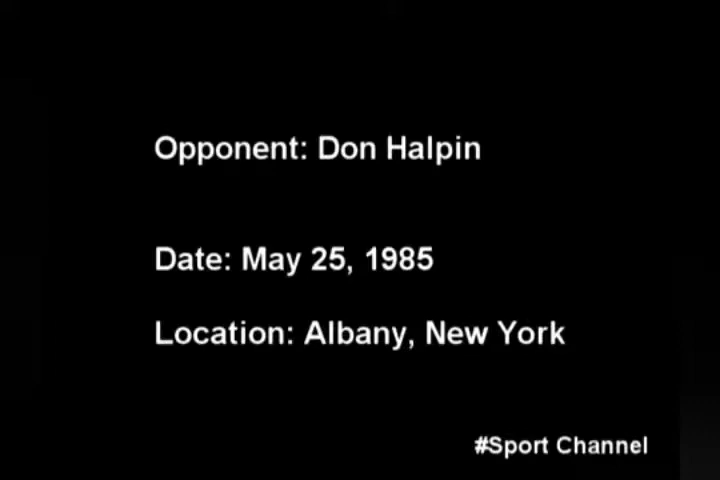 Opponent: Don Halpin
Date: May 25, 1985
Location: Albany, New York
#Sport Channel